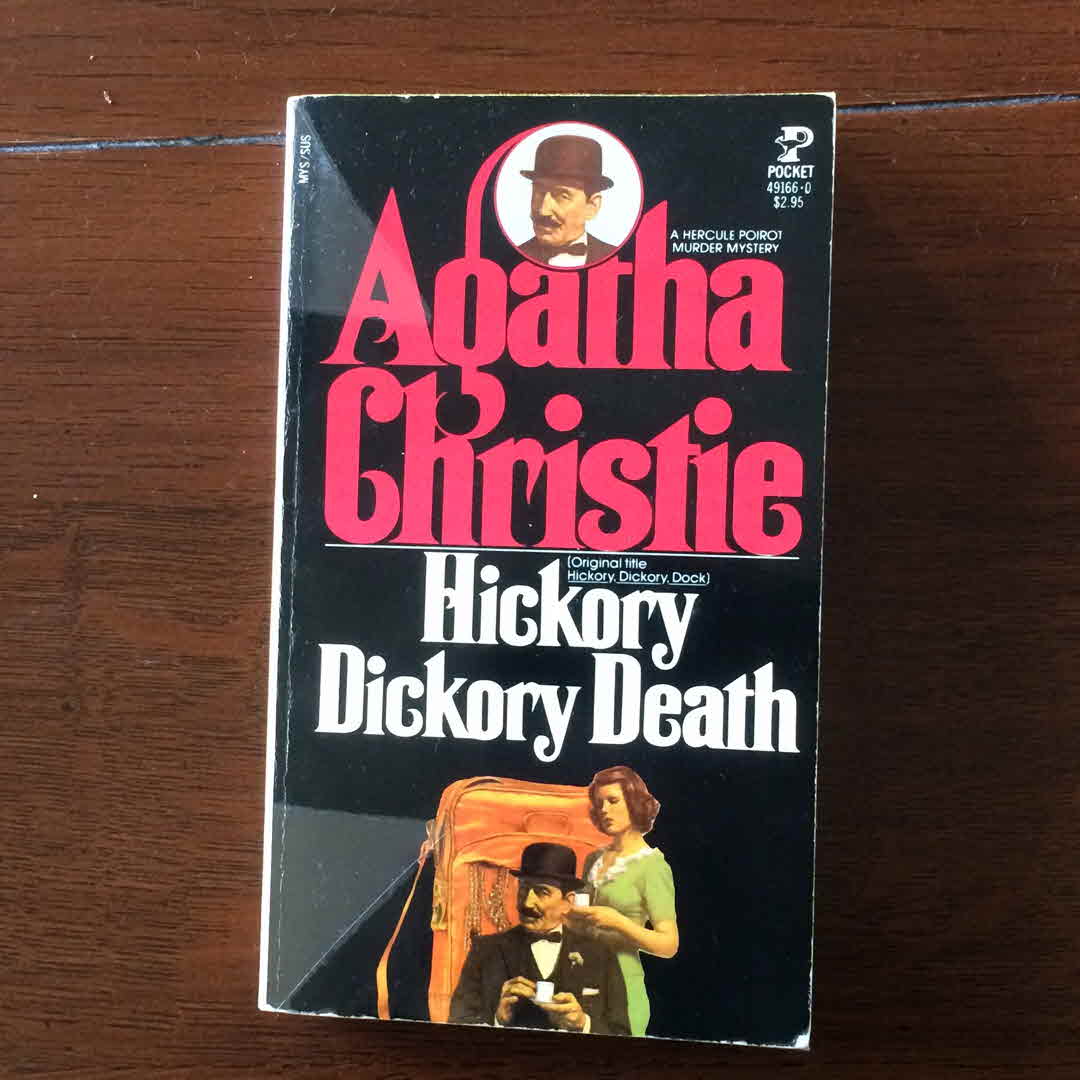 MYS/SUS
P
POCKET
49166-0
$2.95
A HERCULE POIROT
MURDER MYSTERY
Agatha
Christie
(Original title
Hickory, Dickory, Dock)
Hickory
Dickory Death